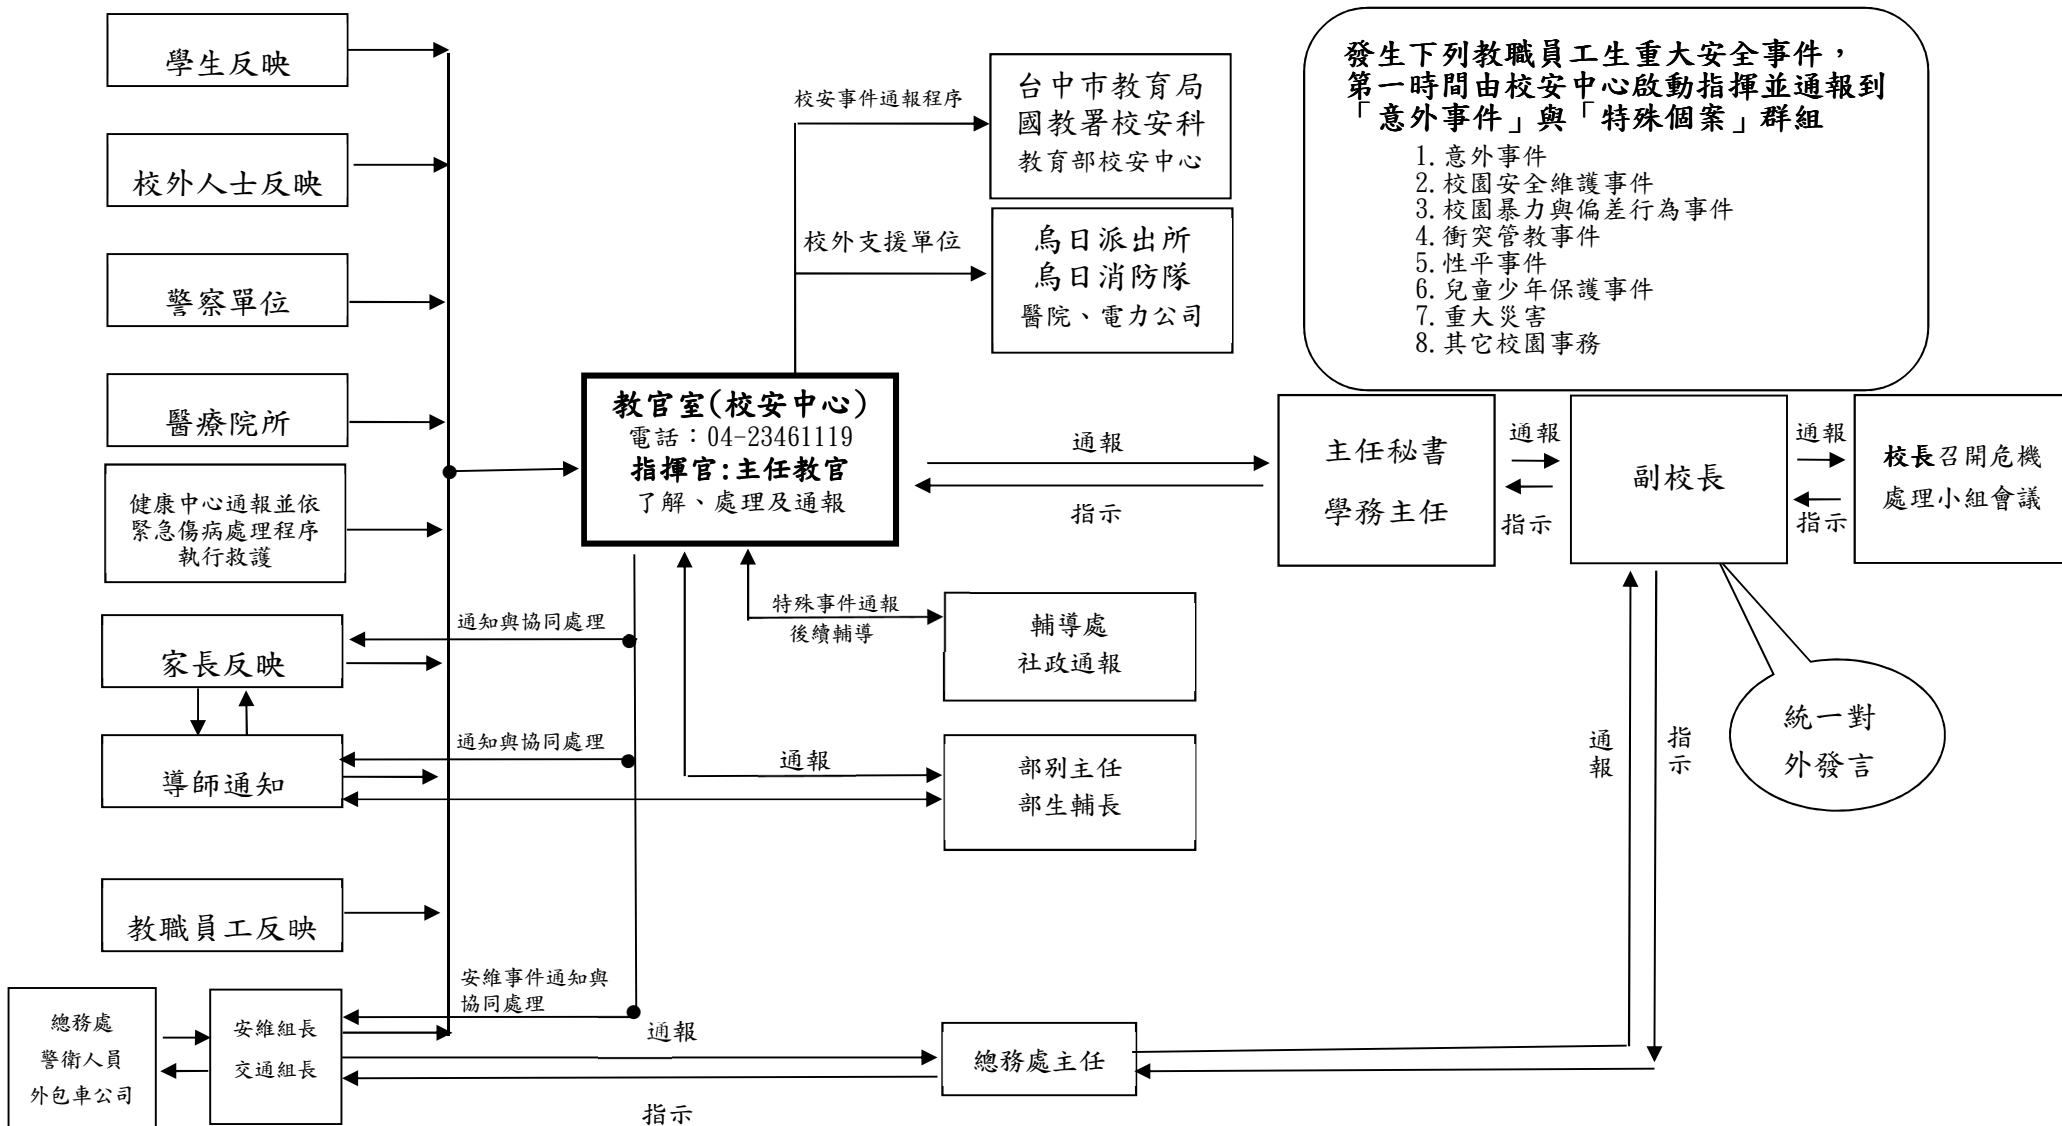 學生反映
校外人士反映
警察單位
醫療院所
健康中心通報並依
緊急傷病處理程序
執行救護
家長反映
導師通知
教職員工反映
總務處
警衛人員
外包車公司
安維組長
交通組長
通知與協同處理
通知與協同處理
安維事件通知與
協同處理
校安事件通報程序
台中市教育局
國教署校安科
教育部校安中心
校外支援單位
烏日派出所
烏日消防隊
醫院、電力公司
教官室(校安中心)
電話：04-23461119
指揮官:主任教官
了解、處理及通報
特殊事件通報
後續輔導
輔導處
社政通報
通報
部別主任
部生輔長
通報
指示
總務處主任
通報
指示
主任秘書
學務主任
通報
指示
副校長
通報
指示
校長召開危機
處理小組會議
通報
指示
統一對
外發言
發生下列教職員工生重大安全事件，
第一時間由校安中心啟動指揮並通報到
「意外事件」與「特殊個案」群組
1.意外事件
2.校園安全維護事件
3.校園暴力與偏差行為事件
4.衝突管教事件
5.性平事件
6.兒童少年保護事件
7.重大災害
8.其它校園事務